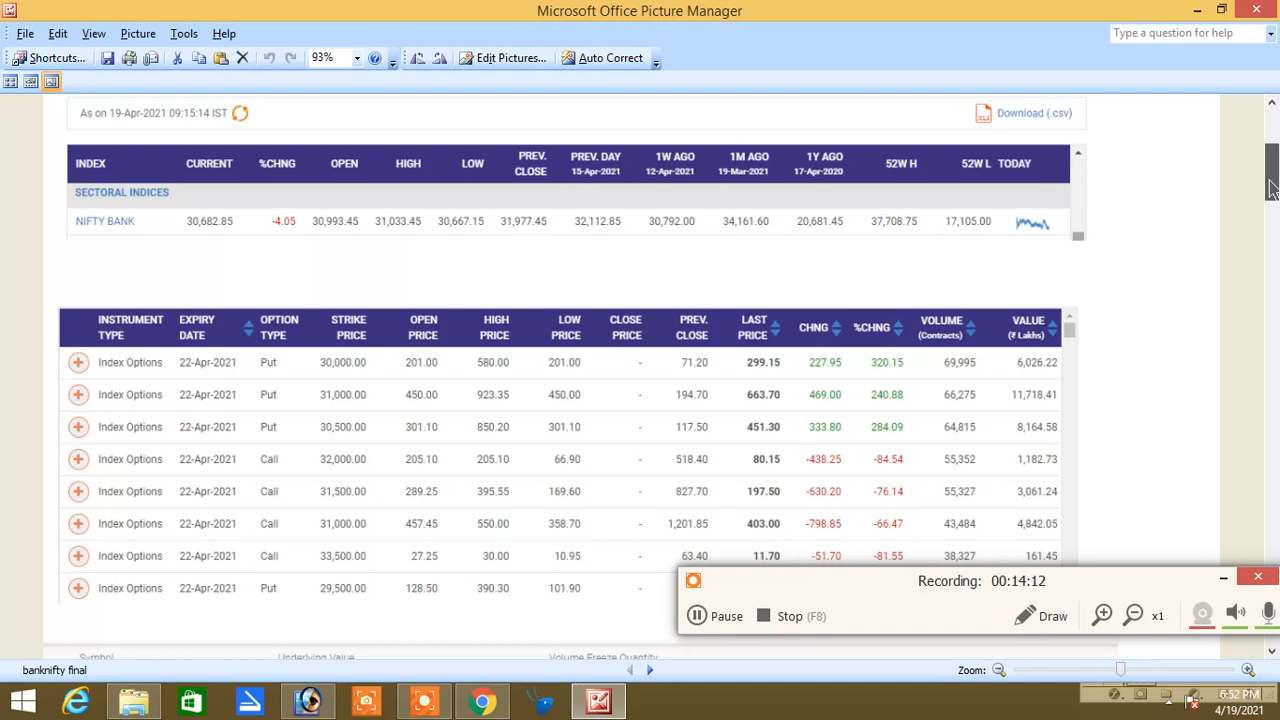 Microsoft Office Picture Manager
File Edit View Picture Tools Help
Type a question for help
Shortcuts... 93% Edit Pictures... Auto Correct
As on 19-Apr-2021 09:15:14 IST
Download (.csv)
INDEX CURRENT %CHNG OPEN HIGH LOW PREV. CLOSE PREV. DAY 15-Apr-2021 1W AGO 12-Apr-2021 1M AGO 19-Mar-2021 1Y AGO 17-Apr-2020 52W H 52W L TODAY
SECTORAL INDICES
NIFTY BANK 30,682.85 -4.05 30,993.45 31,033.45 30,667.15 31,977.45 32,112.85 30,792.00 34,161.60 20,681.45 37,708.75 17,105.00
INSTRUMENT TYPE EXPIRY DATE OPTION TYPE STRIKE PRICE OPEN PRICE HIGH PRICE LOW PRICE CLOSE PRICE PREV. CLOSE LAST PRICE CHNG %CHNG VOLUME (Contracts) VALUE (₹ Lakhs)
Index Options 22-Apr-2021 Put 30,000.00 201.00 580.00 201.00 - 71.20 299.15 227.95 320.15 69,995 6,026.22
Index Options 22-Apr-2021 Put 31,000.00 450.00 923.35 450.00 - 194.70 663.70 469.00 240.88 66,275 11,718.41
Index Options 22-Apr-2021 Put 30,500.00 301.10 850.20 301.10 - 117.50 451.30 333.80 284.09 64,815 8,164.58
Index Options 22-Apr-2021 Call 32,000.00 205.10 205.10 66.90 - 518.40 80.15 -438.25 -84.54 55,352 1,182.73
Index Options 22-Apr-2021 Call 31,500.00 289.25 395.55 169.60 - 827.70 197.50 -630.20 -76.14 55,327 3,061.24
Index Options 22-Apr-2021 Call 31,000.00 457.45 550.00 358.70 - 1,201.85 403.00 -798.85 -66.47 43,484 4,842.05
Index Options 22-Apr-2021 Call 33,500.00 27.25 30.00 10.95 - 63.40 11.70 -51.70 -81.55 38,327 161.45
Index Options 22-Apr-2021 Put 29,500.00 128.50 390.30 101.90 -
Recording: 00:14:12
Pause Stop (F8) Draw x1
Symbol Underlying Value Volume Freeze Quantity
banknifty final
Zoom:
6:52 PM
4/19/2021